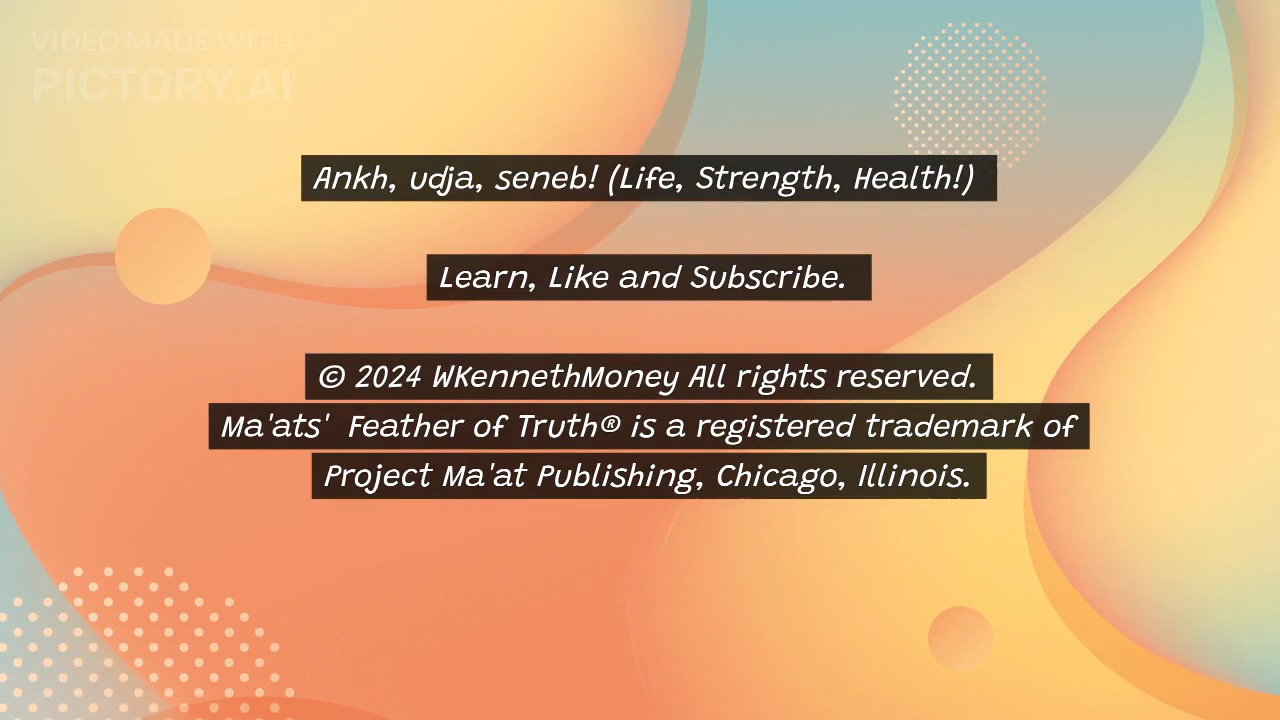 VIDEO MADE WITH
PICTORY.AI
Ankh, udja, seneb! (Life, Strength, Health!)
Learn, Like and Subscribe.
© 2024 WKennethMoney All rights reserved.
Ma'ats'  Feather of Truth® is a registered trademark of
Project Ma'at Publishing, Chicago, Illinois.